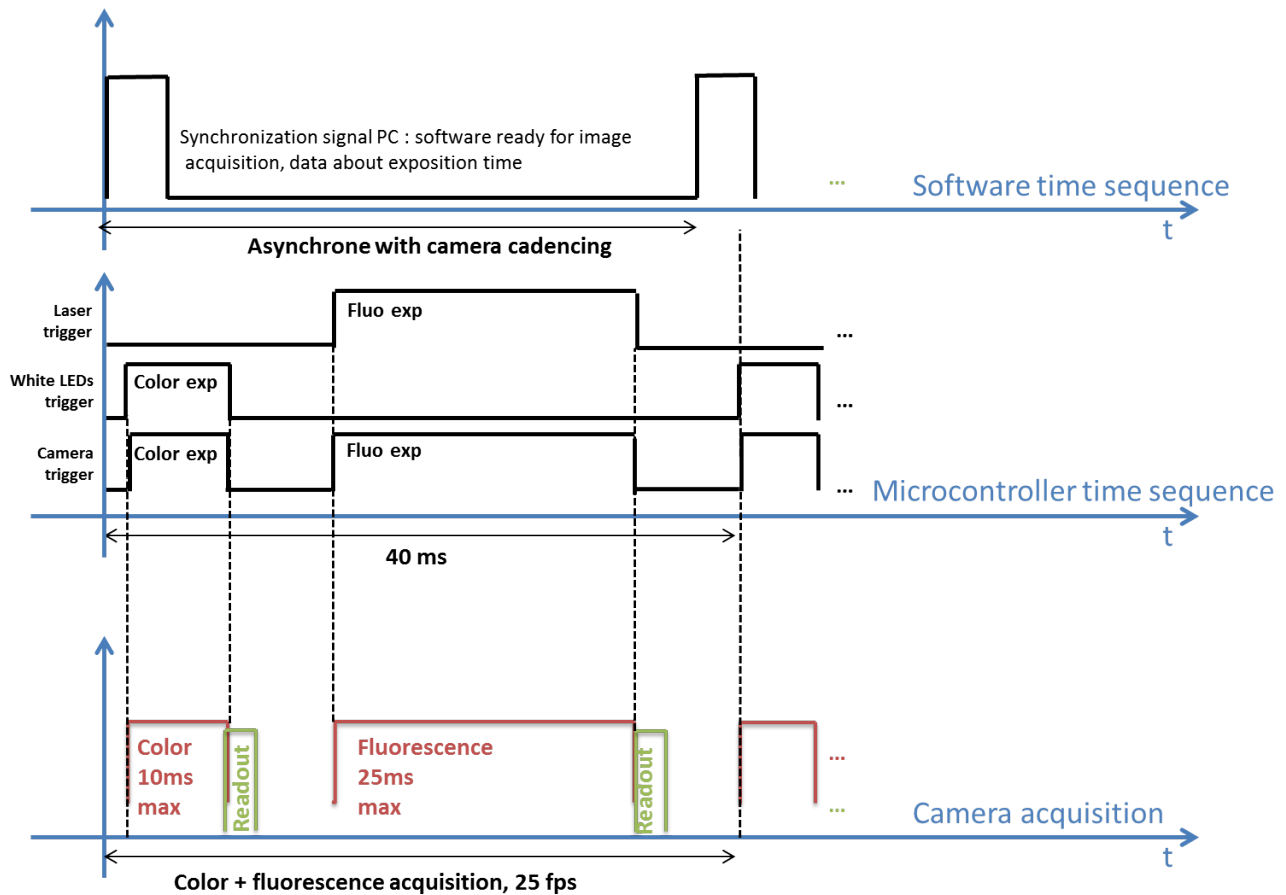 Synchronization signal PC : software ready for image
acquisition, data about exposition time
...
Software time sequence
t
Asynchrone with camera cadencing
Laser
trigger
Fluo exp
...
White LEDs
trigger
Color exp
...
Camera
trigger
Color exp
Fluo exp
...
Microcontroller time sequence
t
40 ms
Color
10ms
max
Readout
Fluorescence
25ms
max
Readout
...
...
Camera acquisition
t
Color + fluorescence acquisition, 25 fps